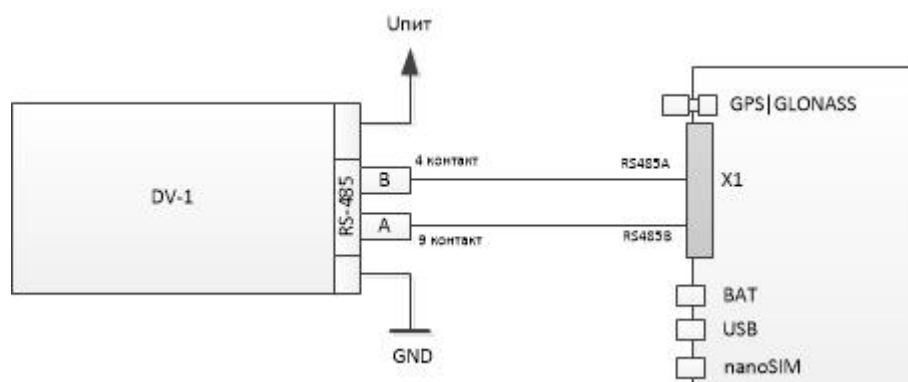 Uпит
GPS|GLONASS
4 контакт
RS485A
B
X1
DV-1
RS-485
A
9 контакт
RS485B
BAT
USB
GND
nanoSIM